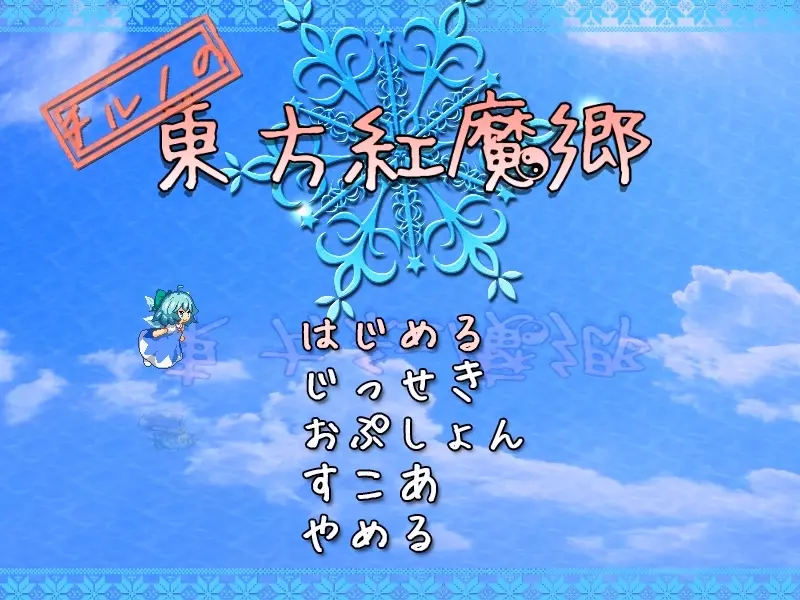 チルノの
東方紅魔郷
はじめる
じっせき
おぷしょん
すこあ
やめる